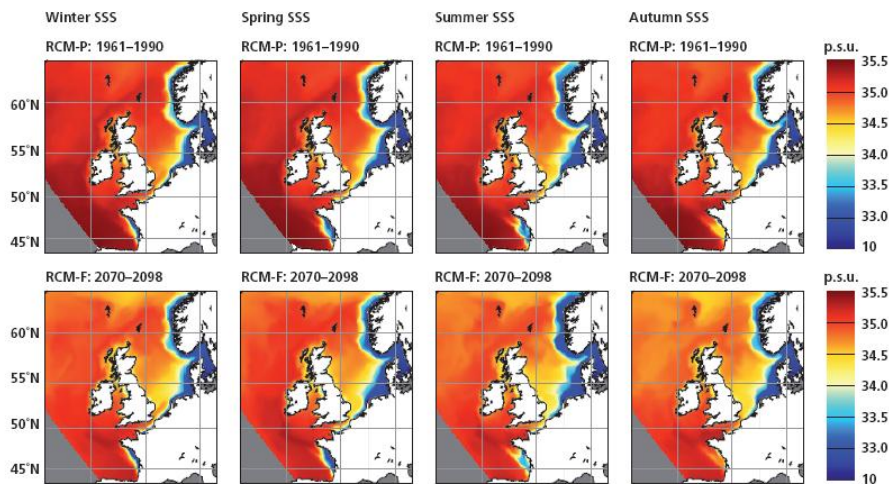 Winter SSS Spring SSS Summer SSS Autumn SSS
RCM-P: 1961–1990 RCM-P: 1961–1990 RCM-P: 1961–1990 RCM-P: 1961–1990 p.s.u.
60°N
55°N
50°N
45°N
35.5
35.0
34.5
34.0
33.5
33.0
10
RCM-F: 2070–2098 RCM-F: 2070–2098 RCM-F: 2070–2098 RCM-F: 2070–2098 p.s.u.
60°N
55°N
50°N
45°N
35.5
35.0
34.5
34.0
33.5
33.0
10